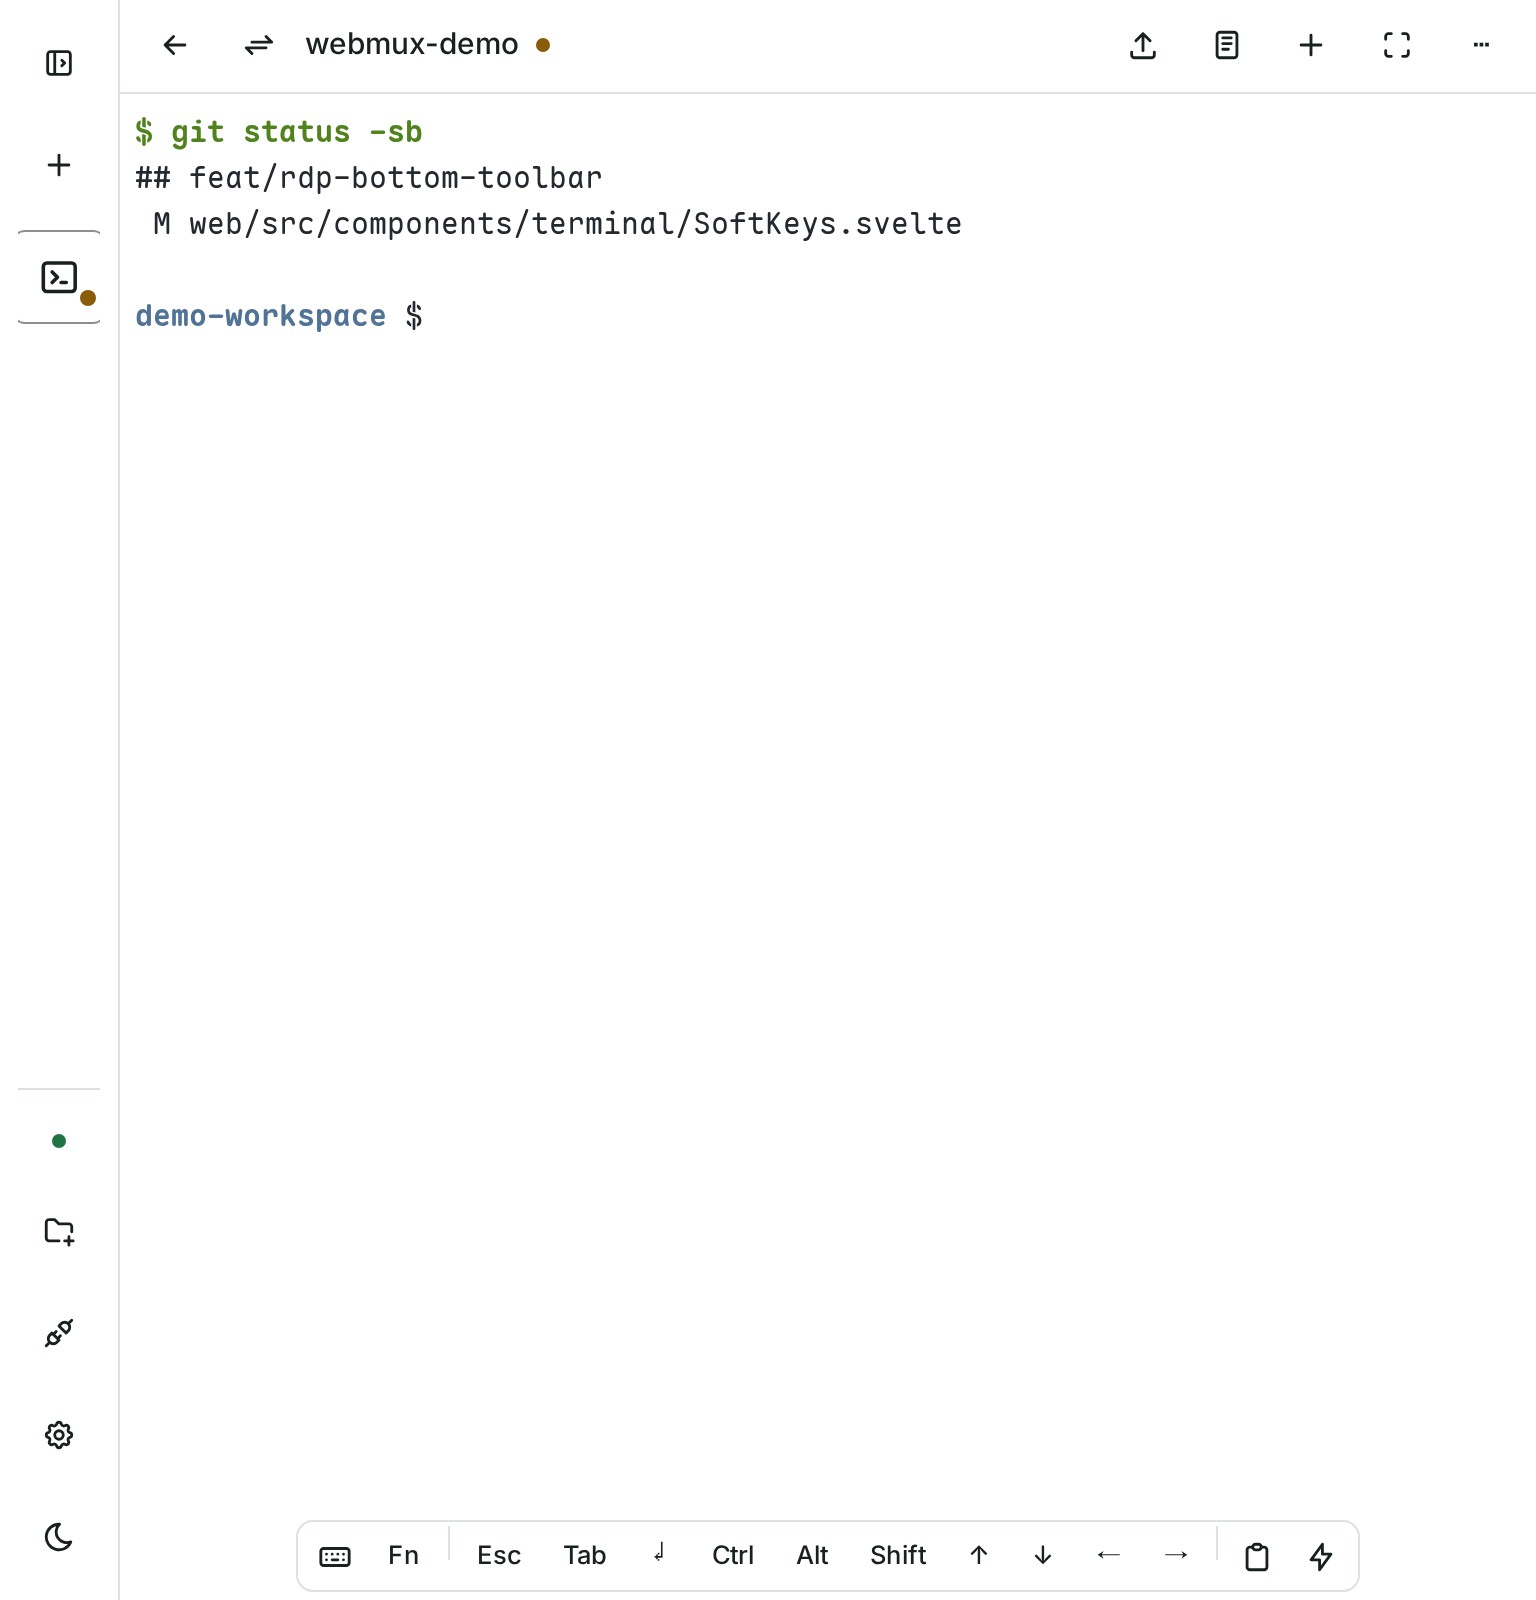 webmux-demo
$ git status -sb
## feat/rdp-bottom-toolbar
 M web/src/components/terminal/SoftKeys.svelte
demo-workspace $
Fn Esc Tab ↲ Ctrl Alt Shift ↑ ↓ ← →